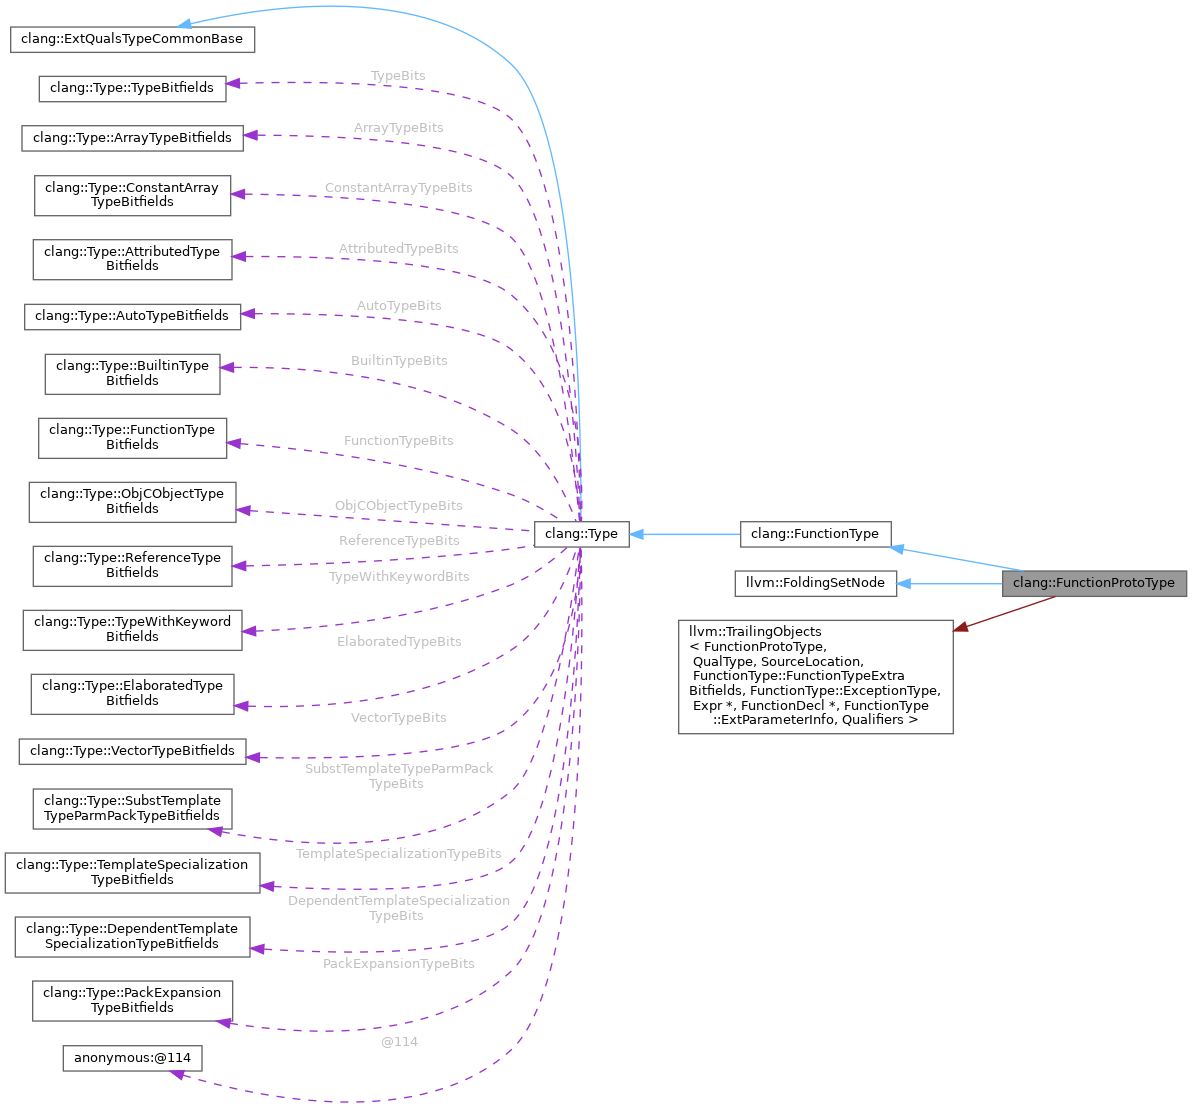 clang::ExtQualsTypeCommonBase
TypeBits
clang::Type::TypeBitfields
ArrayTypeBits
clang::Type::ArrayTypeBitfields
ConstantArrayTypeBits
clang::Type::ConstantArray
TypeBitfields
AttributedTypeBits
clang::Type::AttributedType
Bitfields
AutoTypeBits
clang::Type::AutoTypeBitfields
BuiltinTypeBits
clang::Type::BuiltinType
Bitfields
FunctionTypeBits
clang::Type::FunctionType
Bitfields
ObjCObjectTypeBits
clang::Type::ObjCObjectType
Bitfields
ReferenceTypeBits
clang::Type::ReferenceType
Bitfields
TypeWithKeywordBits
clang::Type::TypeWithKeyword
Bitfields
ElaboratedTypeBits
clang::Type::ElaboratedType
Bitfields
VectorTypeBits
clang::Type::VectorTypeBitfields
SubstTemplateTypeParmPack
TypeBits
clang::Type::SubstTemplate
TypeParmPackTypeBitfields
TemplateSpecializationTypeBits
clang::Type::TemplateSpecialization
TypeBitfields
DependentTemplateSpecialization
TypeBits
clang::Type::DependentTemplate
SpecializationTypeBitfields
PackExpansionTypeBits
clang::Type::PackExpansion
TypeBitfields
@114
anonymous:@114
clang::Type
clang::FunctionType
llvm::FoldingSetNode
clang::FunctionProtoType
llvm::TrailingObjects
< FunctionProtoType,
QualType, SourceLocation,
FunctionType::FunctionTypeExtra
Bitfields, FunctionType::ExceptionType,
Expr *, FunctionDecl *, FunctionType
::ExtParameterInfo, Qualifiers >